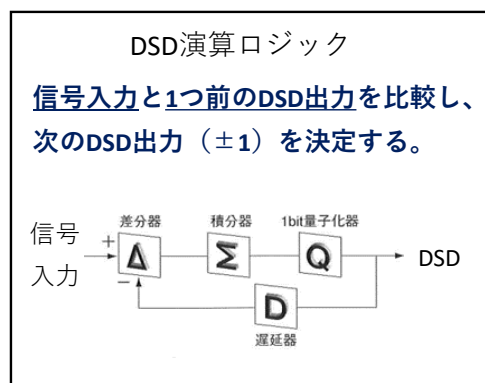 DSD演算ロジック
信号入力と1つ前のDSD出力を比較し、
次のDSD出力（±1）を決定する。
差分器
積分器
1bit量子化器
信号
入力
+
Δ
Σ
Q
DSD
−
D
遅延器